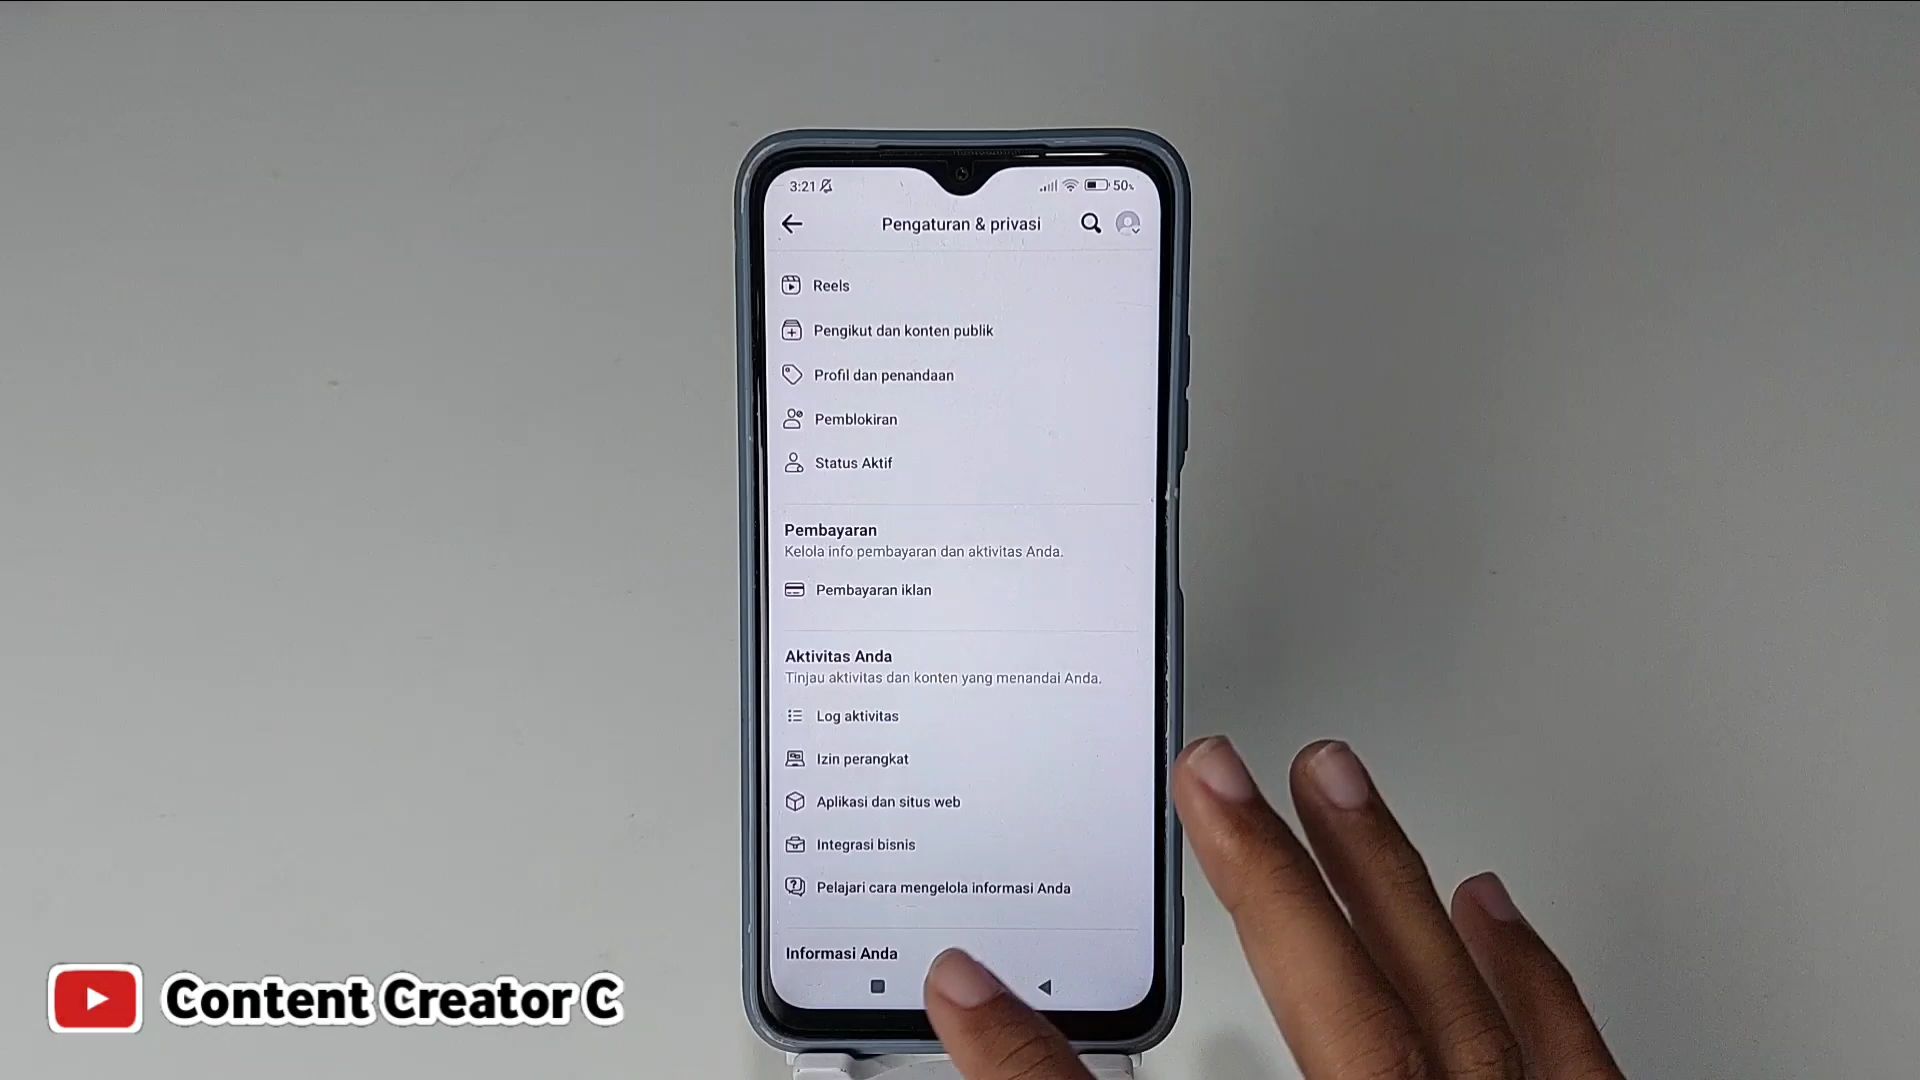 3:21 50%
Pengaturan & privasi
Reels
Pengikut dan konten publik
Profil dan penandaan
Pemblokiran
Status Aktif
Pembayaran
Kelola info pembayaran dan aktivitas Anda.
Pembayaran iklan
Aktivitas Anda
Tinjau aktivitas dan konten yang menandai Anda.
Log aktivitas
Izin perangkat
Aplikasi dan situs web
Integrasi bisnis
Pelajari cara mengelola informasi Anda
Informasi Anda
Content Creator C